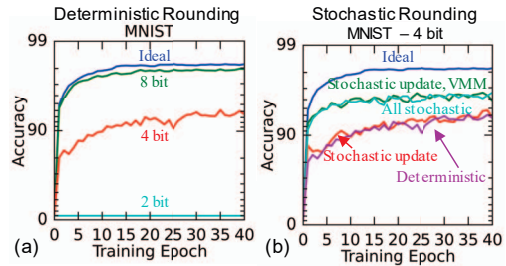 Deterministic Rounding
MNIST
99
90
0
Accuracy
Ideal
8 bit
4 bit
2 bit
0 5 10 15 20 25 30 35 40
Training Epoch
(a)
Stochastic Rounding
MNIST – 4 bit
99
90
0
Accuracy
Ideal
Stochastic update, VMM
All stochastic
Stochastic update
Deterministic
0 5 10 15 20 25 30 35 40
Training Epoch
(b)